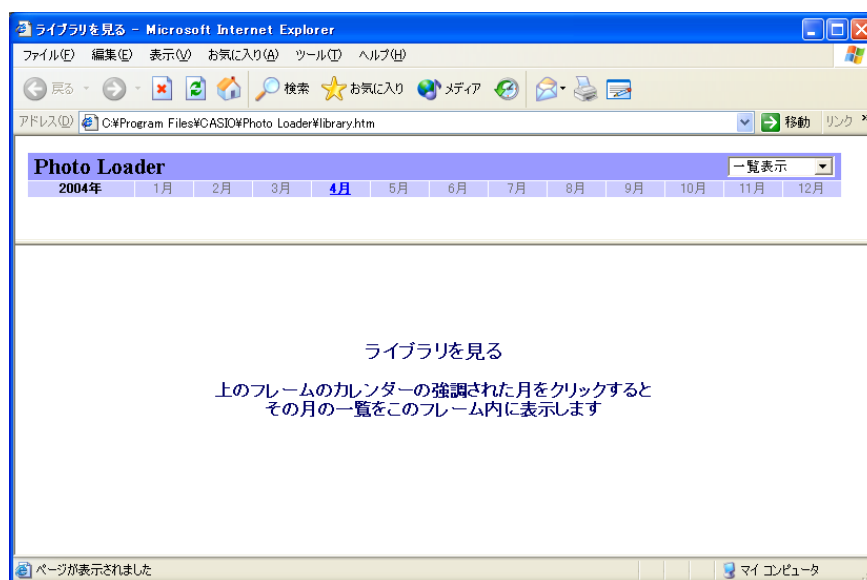 ライブラリを見る - Microsoft Internet Explorer
ファイル(F) 編集(E) 表示(V) お気に入り(A) ツール(T) ヘルプ(H)
戻る 検索 お気に入り メディア
アドレス(D) C:¥Program Files¥CASIO¥Photo Loader¥library.htm 移動 リンク »
Photo Loader 一覧表示
2004年 1月 2月 3月 4月 5月 6月 7月 8月 9月 10月 11月 12月
ライブラリを見る
上のフレームのカレンダーの強調された月をクリックすると
その月の一覧をこのフレーム内に表示します
ページが表示されました マイ コンピュータ